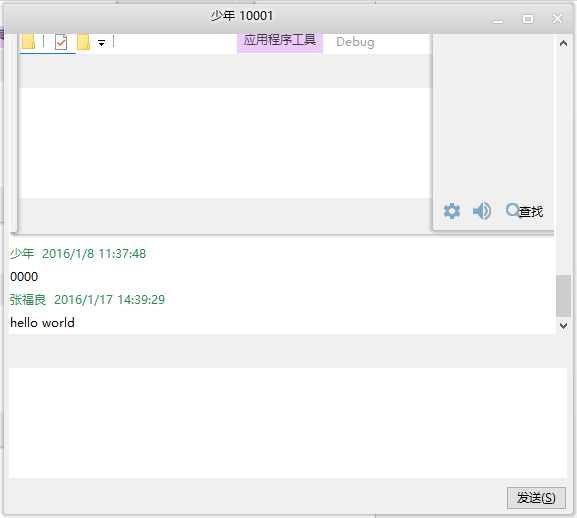 少年 10001
应用程序工具 Debug
查找
少年 2016/1/8 11:37:48
0000
张福良 2016/1/17 14:39:29
hello world
发送(S)